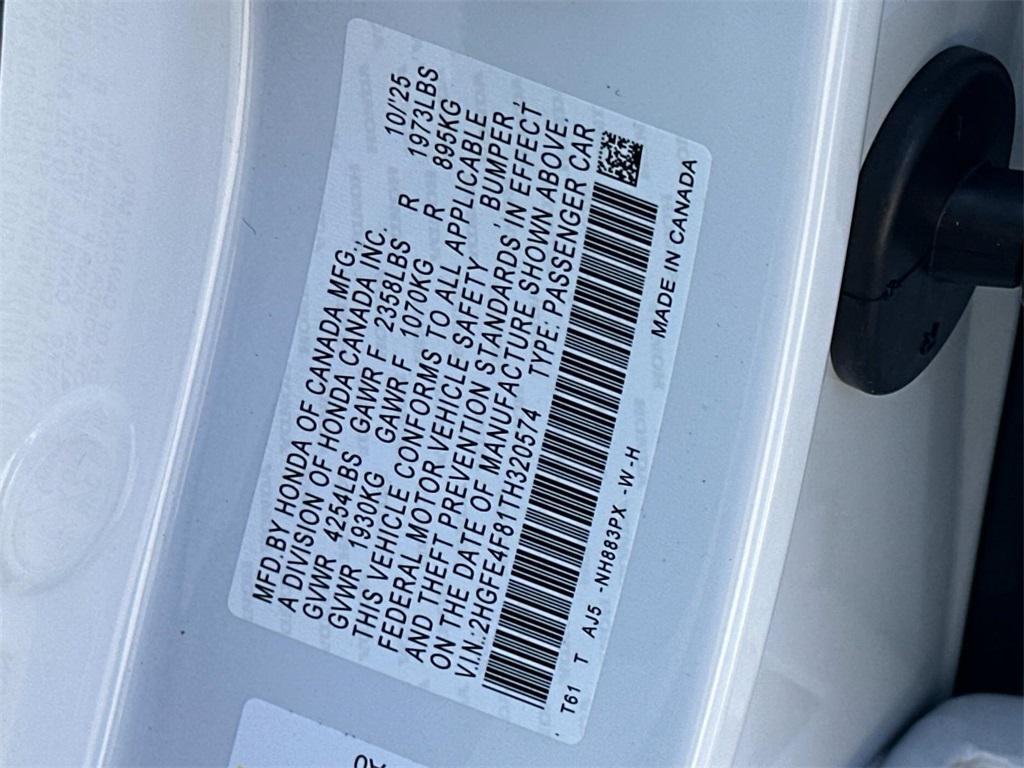 MFD.BY HONDA OF CANADA MFG., 10/'25
A DIVISION OF HONDA CANADA INC.
GVWR 4254LBS GAWR F 2358LBS R 1973LBS
GVWR 1930KG GAWR F 1070KG R 895KG
THIS VEHICLE CONFORMS TO ALL APPLICABLE
FEDERAL MOTOR VEHICLE SAFETY,' BUMPER,'
AND THEFT PREVENTION STANDARDS,' IN EFFECT
ON THE DATE OF MANUFACTURE SHOWN ABOVE.
V.I.N.:2HGFE4F81TH320574 TYPE: PASSENGER CAR
T61 T AJ5 -NH883PX -W-H MADE IN CANADA